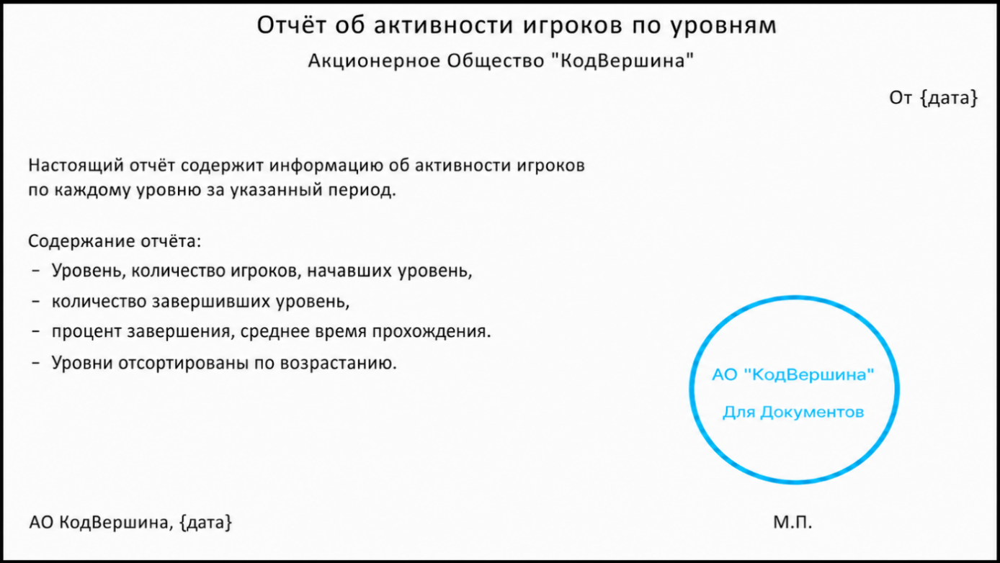 Отчёт об активности игроков по уровням
Акционерное Общество "КодВершина"
От {дата}
Настоящий отчёт содержит информацию об активности игроков
по каждому уровню за указанный период.
Содержание отчёта:
– Уровень, количество игроков, начавших уровень,
– количество завершивших уровень,
– процент завершения, среднее время прохождения.
– Уровни отсортированы по возрастанию.
АО "КодВершина"
Для Документов
АО КодВершина, {дата}
М.П.